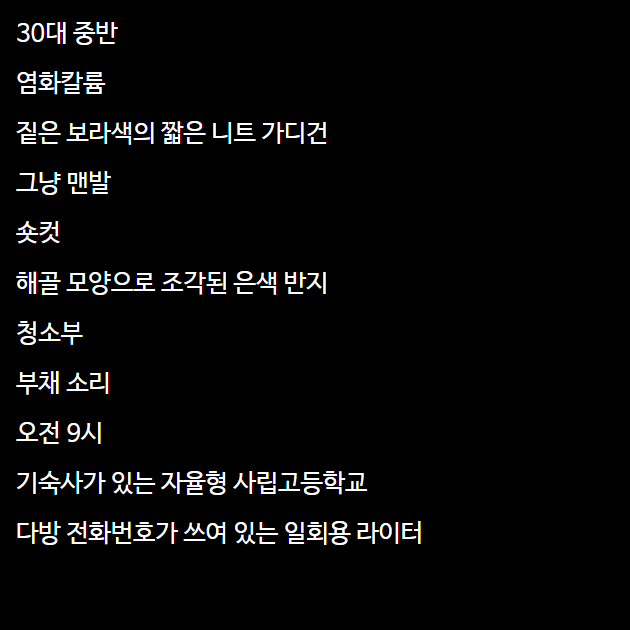 30대 중반
염화칼륨
짙은 보라색의 짧은 니트 가디건
그냥 맨발
숏컷
해골 모양으로 조각된 은색 반지
청소부
부채 소리
오전 9시
기숙사가 있는 자율형 사립고등학교
다방 전화번호가 쓰여 있는 일회용 라이터